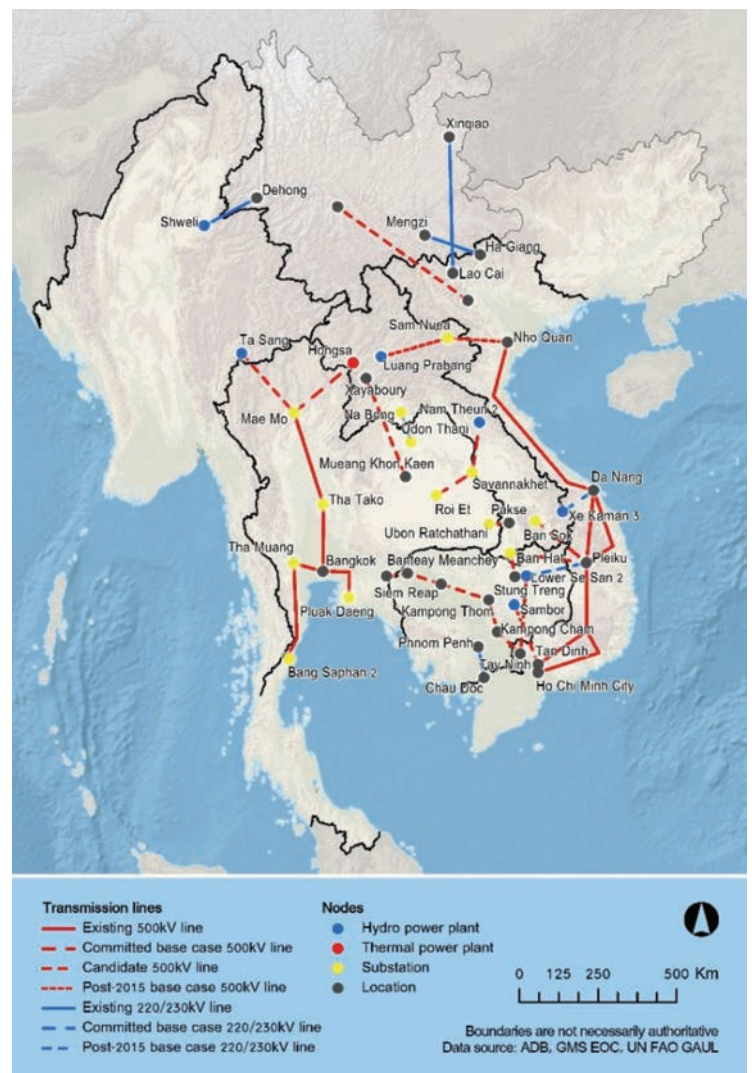 Xinqiao
Dehong
Shweli
Mengzi
Ha Giang
Lao Cai
Sam Nuea
Ta Sang
Hongsa
Nho Quan
Luang Prabang
Xayaboury
Mae Mo
Na Bong
Nam Theun 2
Udon Thani
Mueang Khon Kaen
Savannakhet
Da Nang
Tha Tako
Roi Et
Pakse
Xe Kaman 3
Ubon Ratchathani
Ban Sok
Tha Muang
Bangkok
Banteay Meanchey
Ban Hat
Pleiku
Lower Se San 2
Siem Reap
Stung Treng
Pluak Daeng
Kampong Thom
Sambor
Kampong Cham
Phnom Penh
Tan Dinh
Tay Ninh
Bang Saphan 2
Chau Doc
Ho Chi Minh City
Transmission lines
Existing 500kV line
Committed base case 500kV line
Candidate 500kV line
Post-2015 base case 500kV line
Existing 220/230kV line
Committed base case 220/230kV line
Post-2015 base case 220/230kV line
Nodes
Hydro power plant
Thermal power plant
Substation
Location
0 125 250 500 Km
Boundaries are not necessarily authoritative
Data source: ADB, GMS EOC, UN FAO GAUL